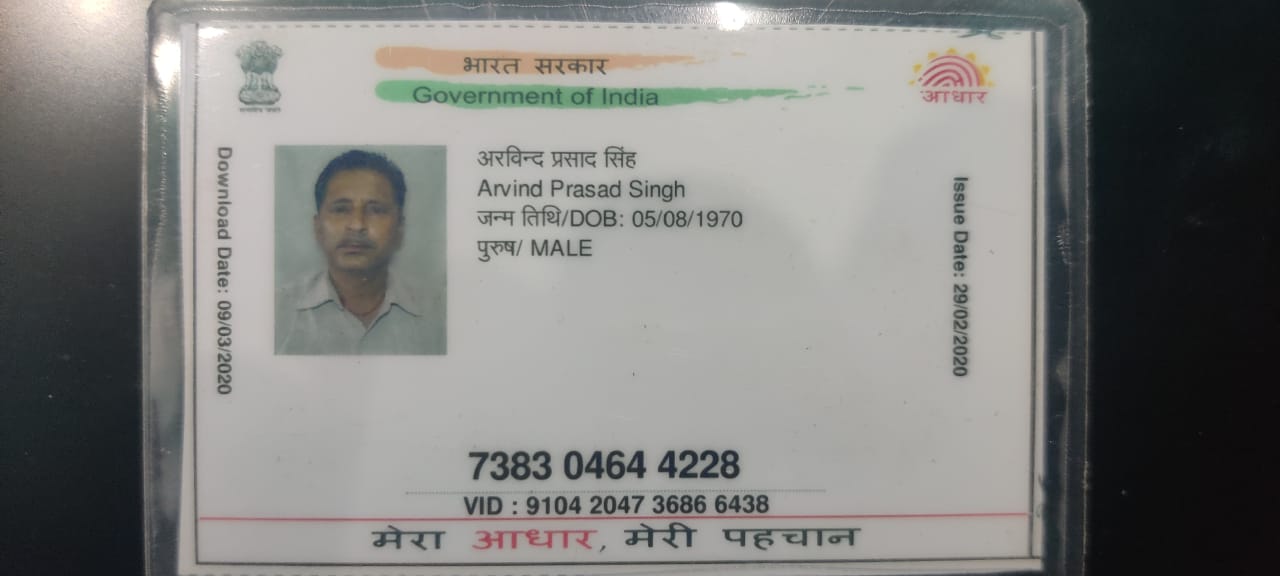 भारत सरकार
Government of India
आधार
Download Date: 09/03/2020
अरविन्द प्रसाद सिंह
Arvind Prasad Singh
जन्म तिथि/DOB: 05/08/1970
पुरुष/ MALE
Issue Date: 29/02/2020
7383 0464 4228
VID : 9104 2047 3686 6438
मेरा आधार, मेरी पहचान